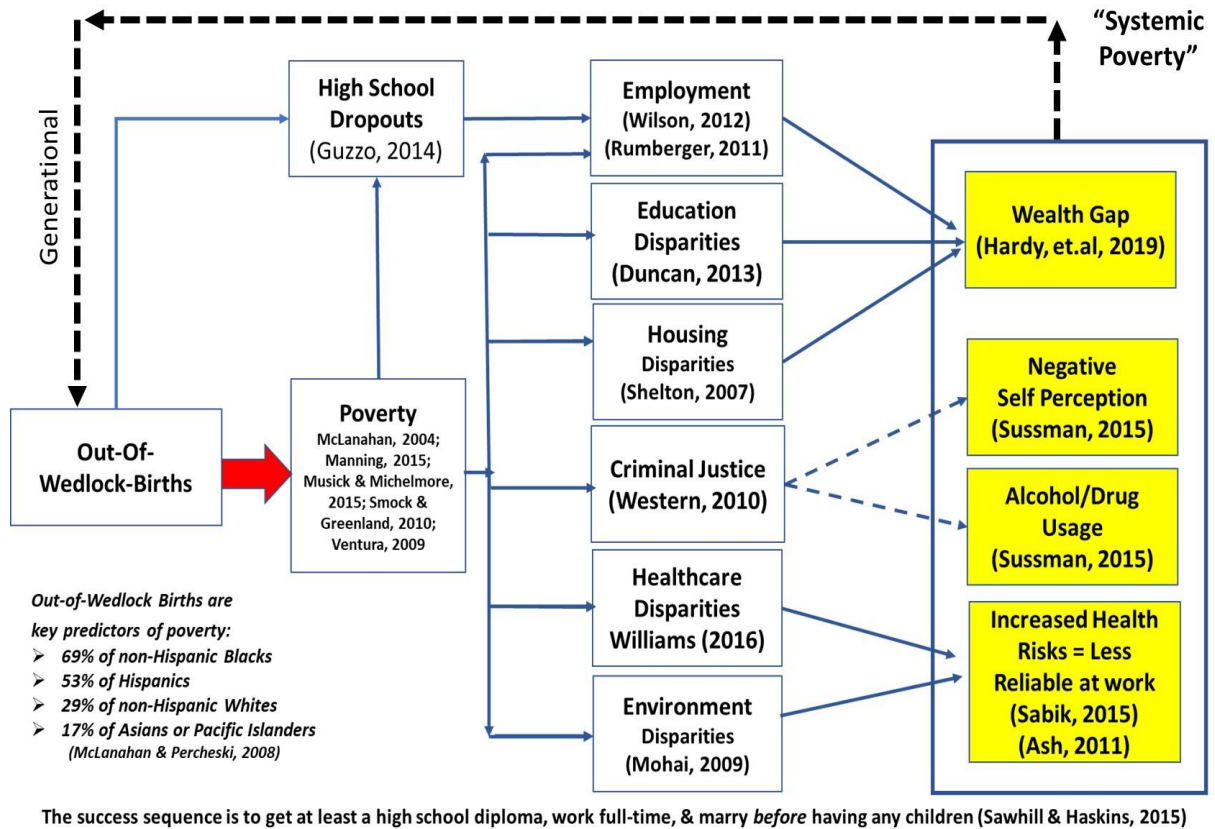 “Systemic
Poverty”
Generational
High School
Dropouts
(Guzzo, 2014)
Employment
(Wilson, 2012)
(Rumberger, 2011)
Education
Disparities
(Duncan, 2013)
Housing
Disparities
(Shelton, 2007)
Wealth Gap
(Hardy, et.al, 2019)
Out-Of-
Wedlock-Births
Poverty
McLanahan, 2004;
Manning, 2015;
Musick & Michelmore,
2015; Smock &
Greenland, 2010;
Ventura, 2009
Criminal Justice
(Western, 2010)
Negative
Self Perception
(Sussman, 2015)
Alcohol/Drug
Usage
(Sussman, 2015)
Healthcare
Disparities
Williams (2016)
Environment
Disparities
(Mohai, 2009)
Increased Health
Risks = Less
Reliable at work
(Sabik, 2015)
(Ash, 2011)
Out-of-Wedlock Births are
key predictors of poverty:
➢ 69% of non-Hispanic Blacks
➢ 53% of Hispanics
➢ 29% of non-Hispanic Whites
➢ 17% of Asians or Pacific Islanders
(McLanahan & Percheski, 2008)
The success sequence is to get at least a high school diploma, work full-time, & marry before having any children (Sawhill & Haskins, 2015)